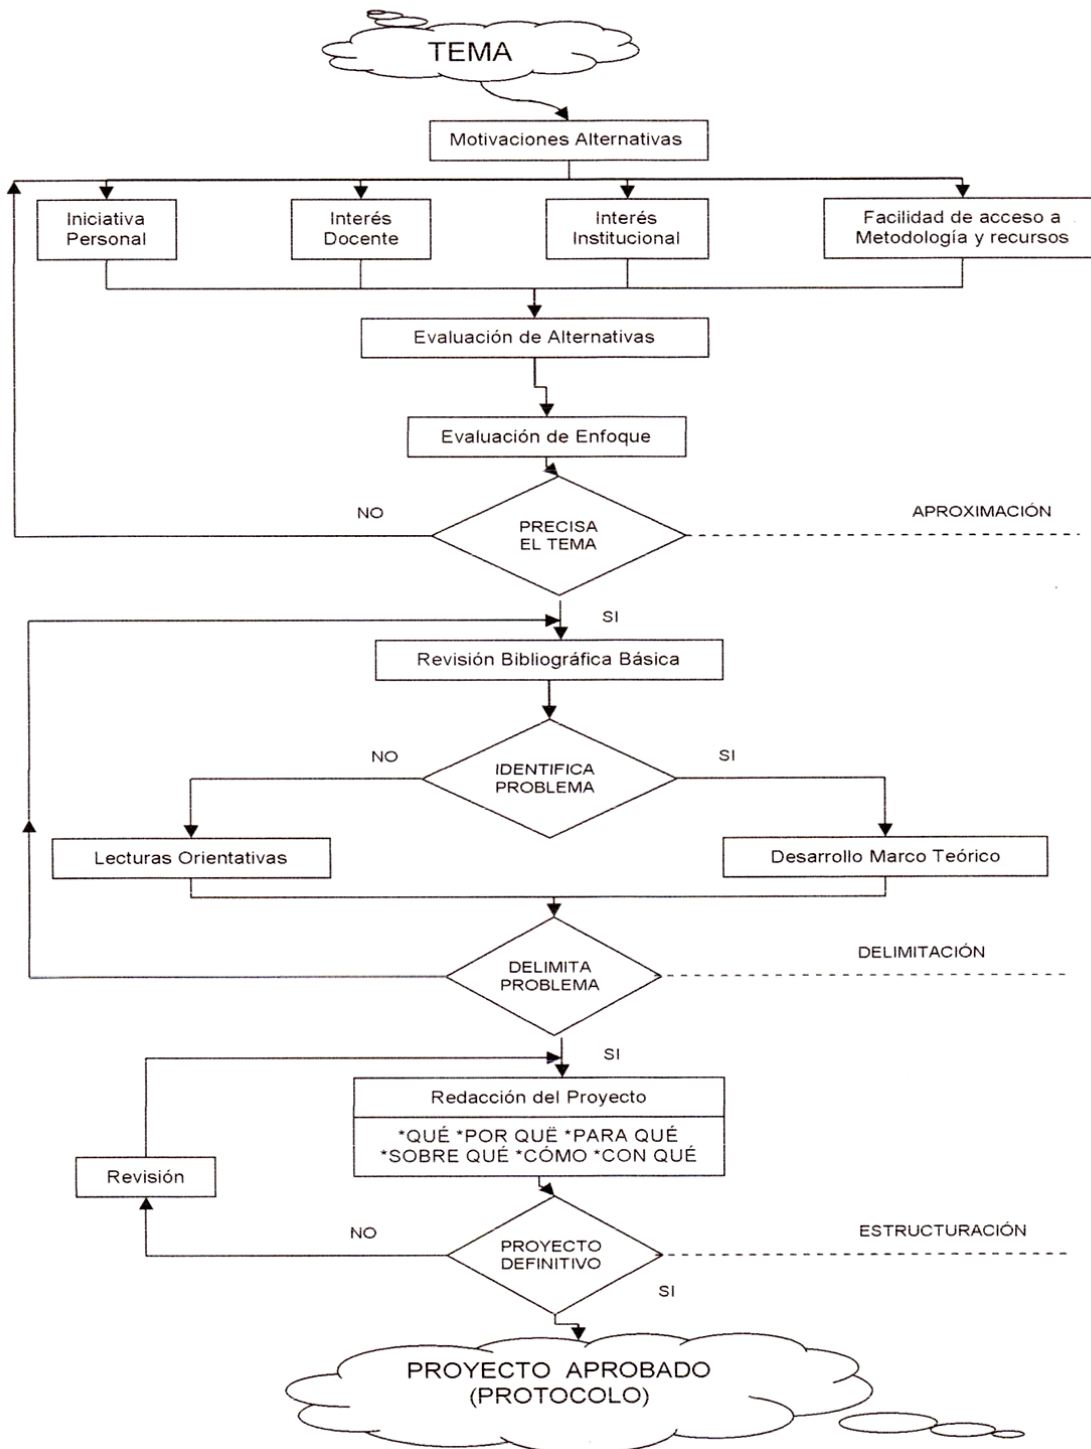 TEMA
Motivaciones Alternativas
Iniciativa
Personal
Interés
Docente
Interés
Institucional
Facilidad de acceso a
Metodología y recursos
Evaluación de Alternativas
Evaluación de Enfoque
NO
PRECISA
EL TEMA
APROXIMACIÓN
SI
Revisión Bibliográfica Básica
NO
IDENTIFICA
PROBLEMA
SI
Lecturas Orientativas
Desarrollo Marco Teórico
DELIMITA
PROBLEMA
DELIMITACIÓN
SI
Redacción del Proyecto
*QUÉ *POR QUË *PARA QUÉ
*SOBRE QUÉ *CÓMO *CON QUÉ
Revisión
NO
PROYECTO
DEFINITIVO
ESTRUCTURACIÓN
SI
PROYECTO APROBADO
(PROTOCOLO)